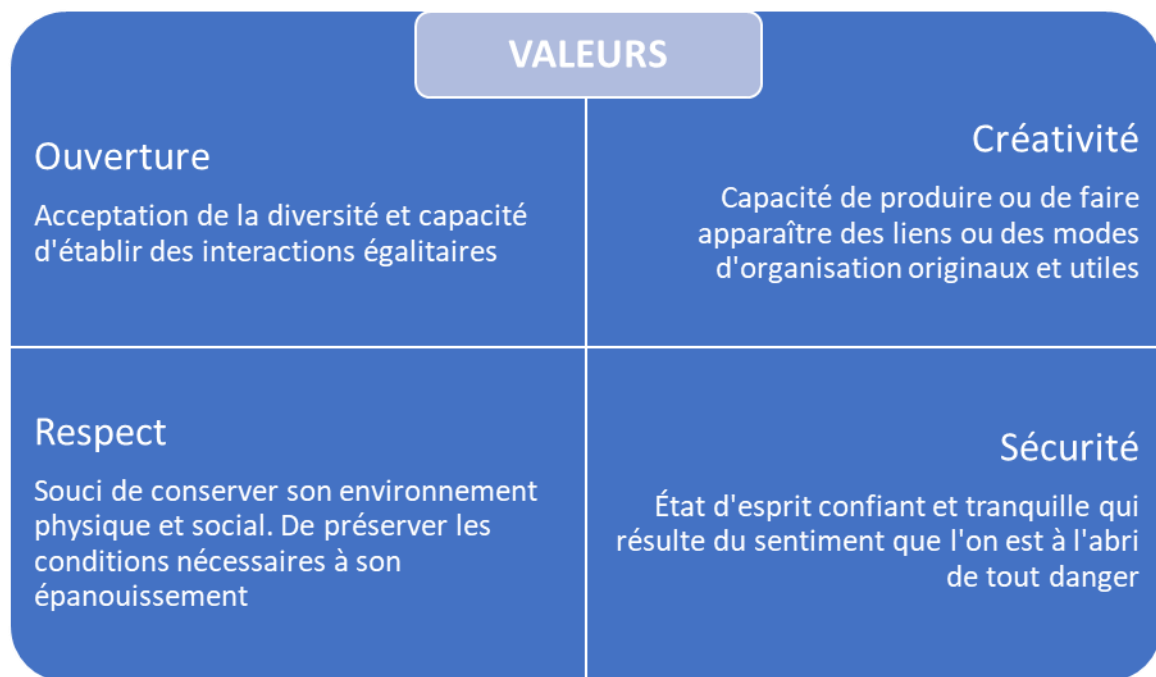 VALEURS
Ouverture
Acceptation de la diversité et capacité
d'établir des interactions égalitaires
Créativité
Capacité de produire ou de faire
apparaître des liens ou des modes
d'organisation originaux et utiles
Respect
Souci de conserver son environnement
physique et social. De préserver les
conditions nécessaires à son
épanouissement
Sécurité
État d'esprit confiant et tranquille qui
résulte du sentiment que l'on est à l'abri
de tout danger